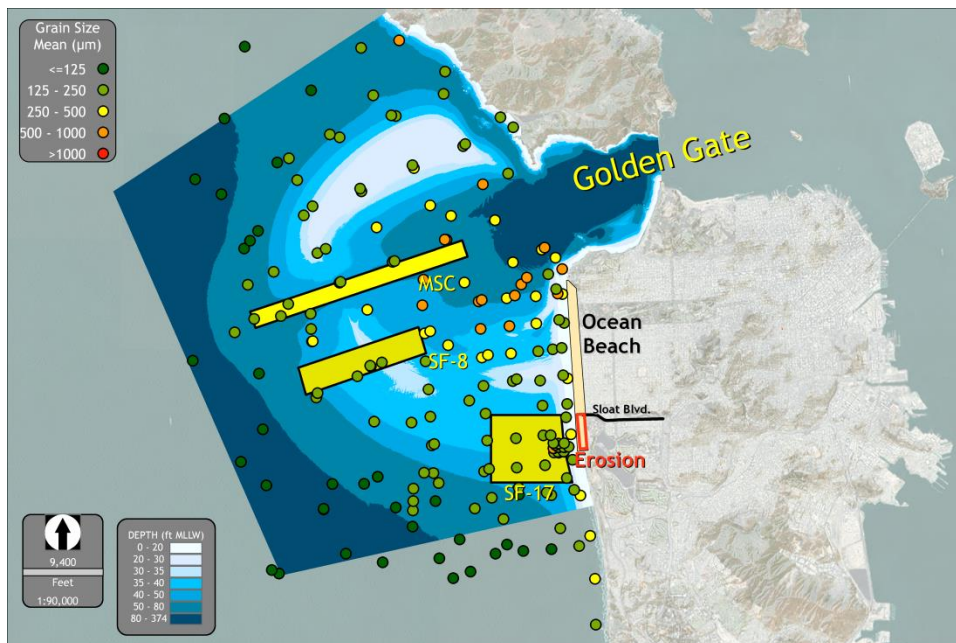 Grain Size
Mean (µm)
<=125
125 - 250
250 - 500
500 - 1000
>1000
Golden Gate
MSC
Ocean
Beach
SF-8
Sloat Blvd.
Erosion
SF-17
9,400
Feet
1:90,000
DEPTH (ft MLLW)
0 - 20
20 - 30
30 - 35
35 - 40
40 - 50
50 - 80
80 - 374